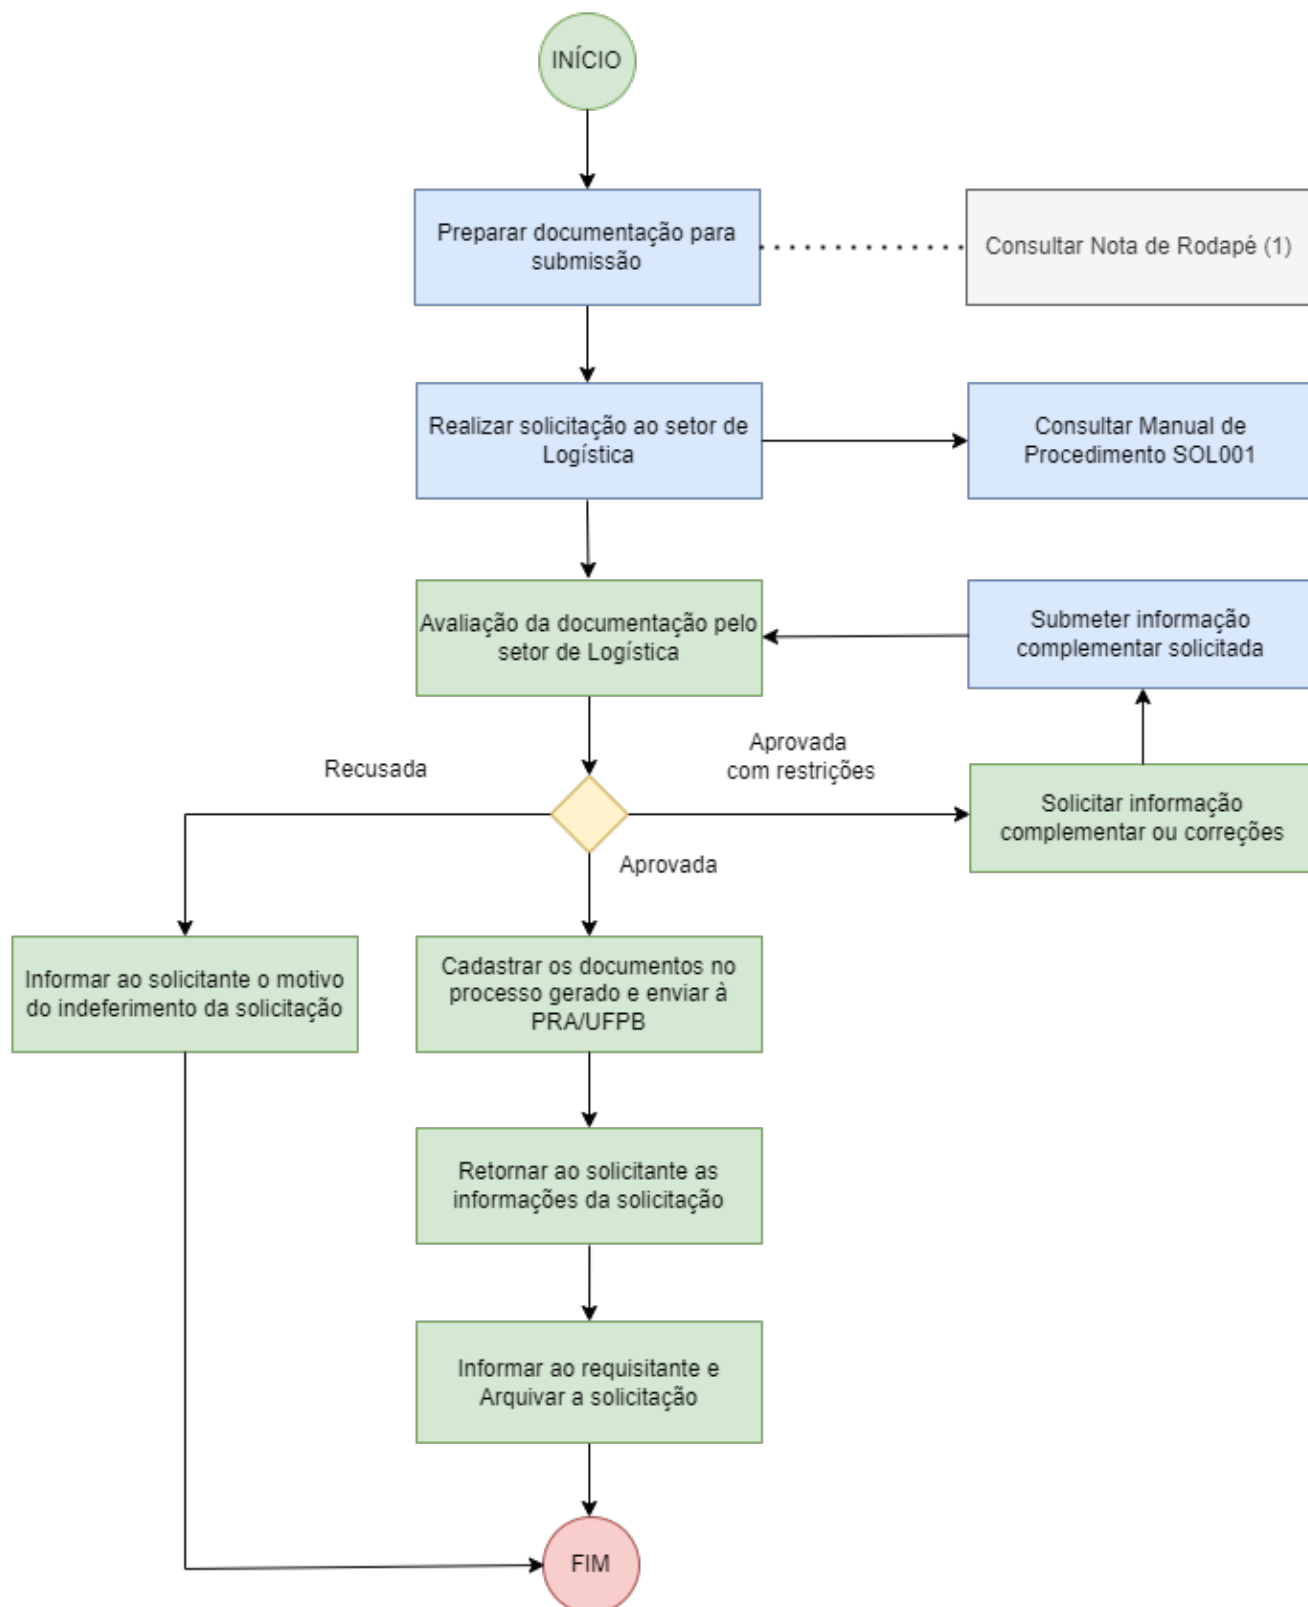 INÍCIO
Preparar documentação para
submissão
Consultar Nota de Rodapé (1)
Realizar solicitação ao setor de
Logística
Consultar Manual de
Procedimento SOL001
Avaliação da documentação pelo
setor de Logística
Submeter informação
complementar solicitada
Recusada
Aprovada
com restrições
Solicitar informação
complementar ou correções
Aprovada
Informar ao solicitante o motivo
do indeferimento da solicitação
Cadastrar os documentos no
processo gerado e enviar à
PRA/UFPB
Retornar ao solicitante as
informações da solicitação
Informar ao requisitante e
Arquivar a solicitação
FIM